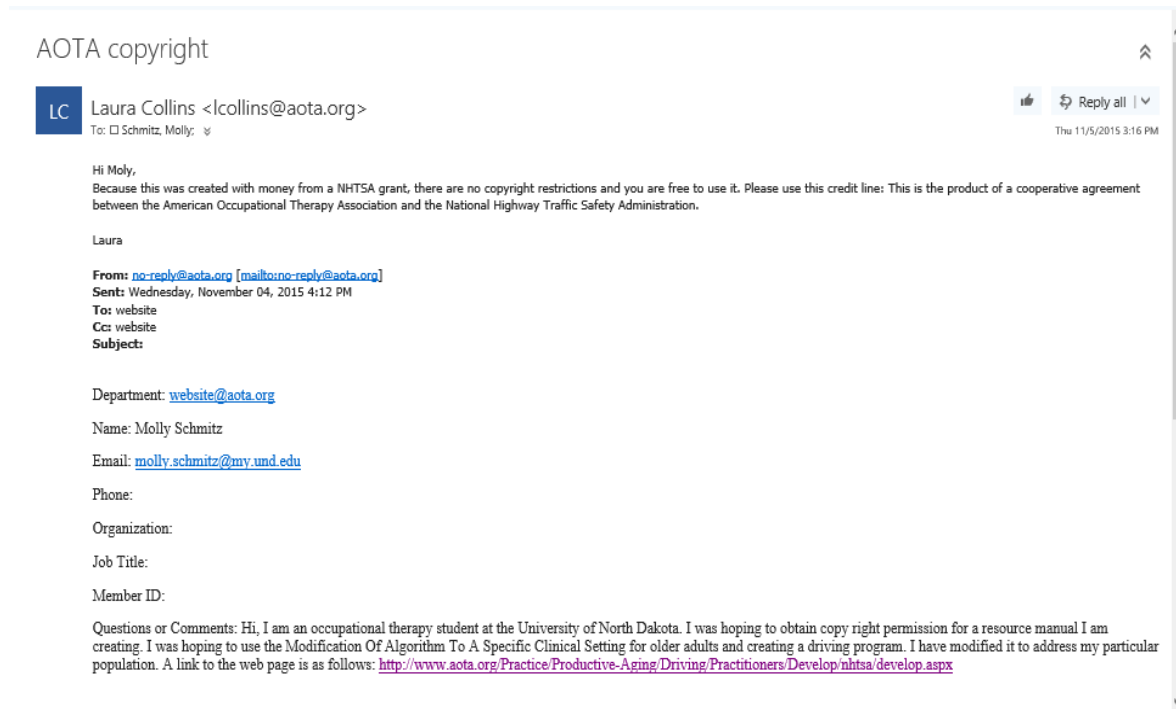 AOTA copyright
LC
Laura Collins <lcollins@aota.org>
To: Schmitz, Molly;
Reply all
Thu 11/5/2015 3:16 PM
Hi Moly,
Because this was created with money from a NHTSA grant, there are no copyright restrictions and you are free to use it. Please use this credit line: This is the product of a cooperative agreement
between the American Occupational Therapy Association and the National Highway Traffic Safety Administration.
Laura
From: no-reply@aota.org [mailto:no-reply@aota.org]
Sent: Wednesday, November 04, 2015 4:12 PM
To: website
Cc: website
Subject:
Department: website@aota.org
Name: Molly Schmitz
Email: molly.schmitz@my.und.edu
Phone:
Organization:
Job Title:
Member ID:
Questions or Comments: Hi, I am an occupational therapy student at the University of North Dakota. I was hoping to obtain copy right permission for a resource manual I am
creating. I was hoping to use the Modification Of Algorithm To A Specific Clinical Setting for older adults and creating a driving program. I have modified it to address my particular
population. A link to the web page is as follows: http://www.aota.org/Practice/Productive-Aging/Driving/Practitioners/Develop/nhtsa/develop.aspx